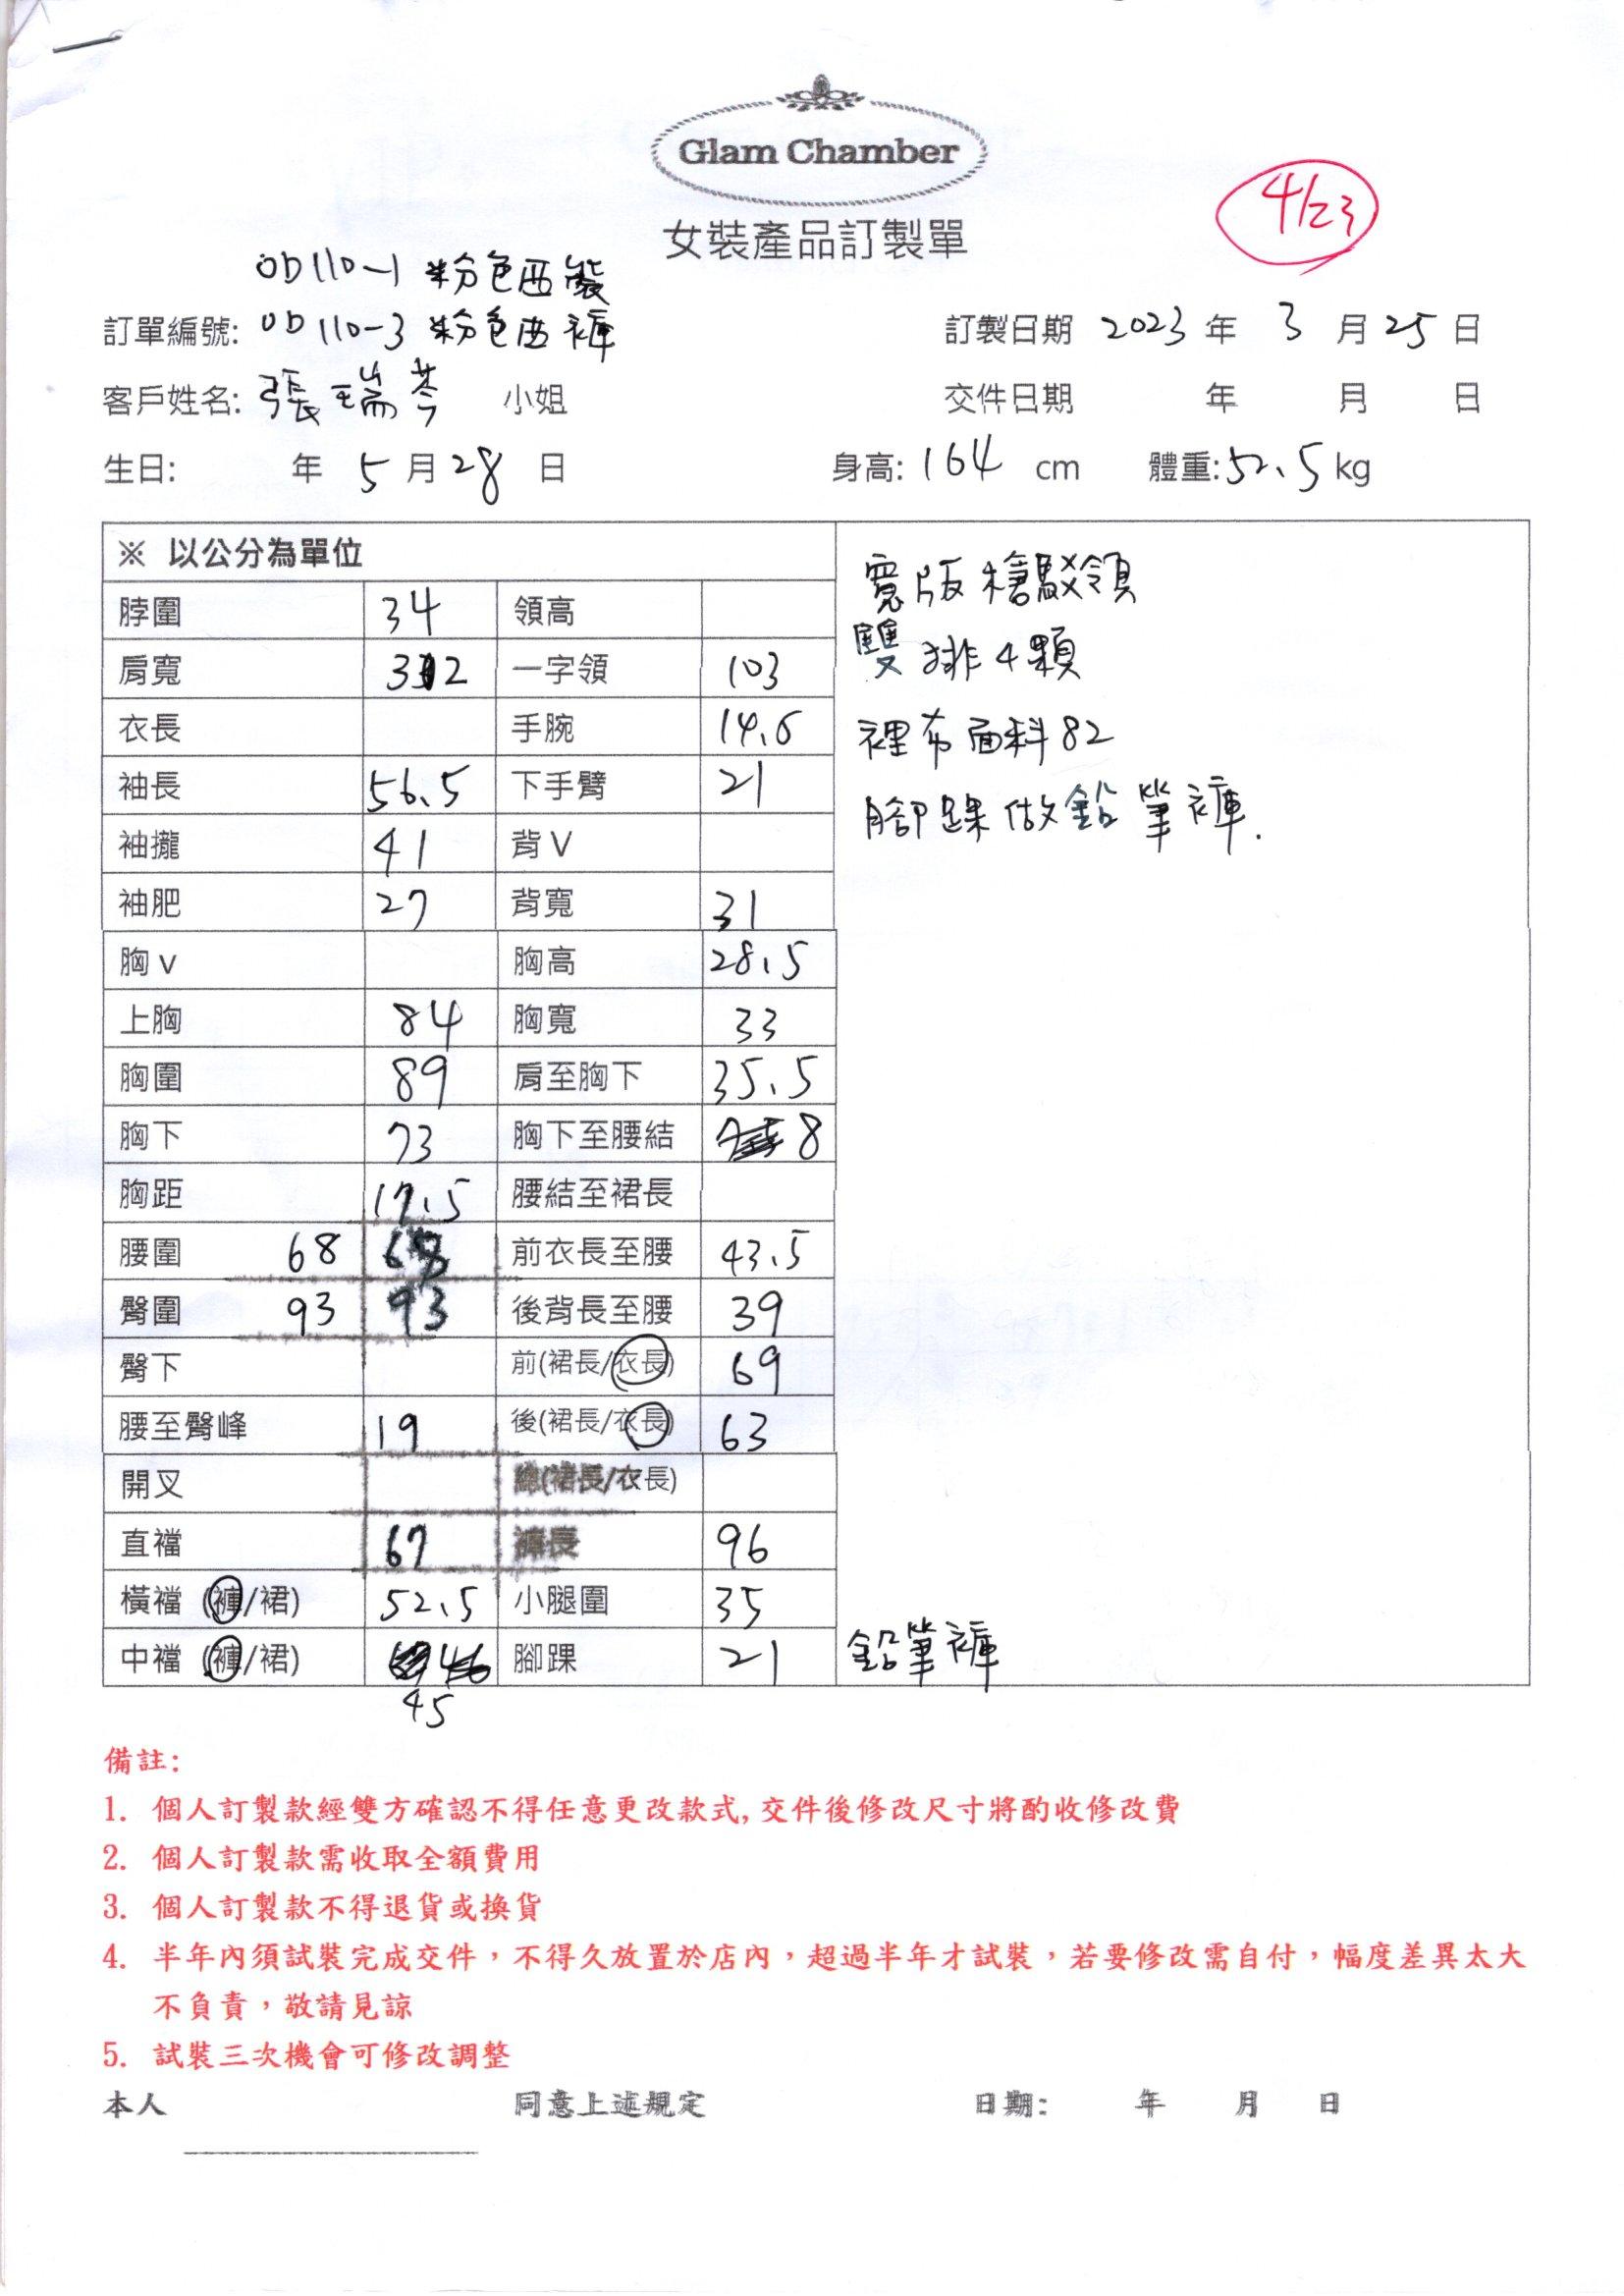 Glam Chamber
4/23
女裝產品訂製單
OD110-1 粉色西裝
訂單編號: OD110-3 粉色西褲 訂製日期 2023 年 3 月 25 日
客戶姓名: 張瑞芩 小姐 交件日期 年 月 日
生日: 年 5 月 28 日 身高: 164 cm 體重: 52.5 kg
※ 以公分為單位
寬版槍駁領
脖圍 34 領高
雙排4顆
肩寬 一字領 103
衣長 手腕 14.5
裡布面料82
袖長 56.5 下手臂 21
腳踝做鉛筆褲.
袖攏 41 背V
袖肥 27 背寬 31
胸v 胸高 28.5
上胸 84 胸寬 33
胸圍 89 肩至胸下 35.5
胸下 73 胸下至腰結 8
胸距 17.5 腰結至裙長
腰圍 68 前衣長至腰 43.5
臀圍 93 93 後背長至腰 39
臀下 前(裙長/衣長) 69
腰至臀峰 19 後(裙長/衣長) 63
開叉 總(裙長/衣長)
直襠 67 褲長 96
橫襠 (褲/裙) 52.5 小腿圍 35
中襠 (褲/裙) 46 腳踝 21 鉛筆褲
45
備註:
1. 個人訂製款經雙方確認不得任意更改款式, 交件後修改尺寸將酌收修改費
2. 個人訂製款需收取全額費用
3. 個人訂製款不得退貨或換貨
4. 半年內須試裝完成交件，不得久放置於店內，超過半年才試裝，若要修改需自付，幅度差異太大
不負責，敬請見諒
5. 試裝三次機會可修改調整
本人 同意上述規定 日期: 年 月 日